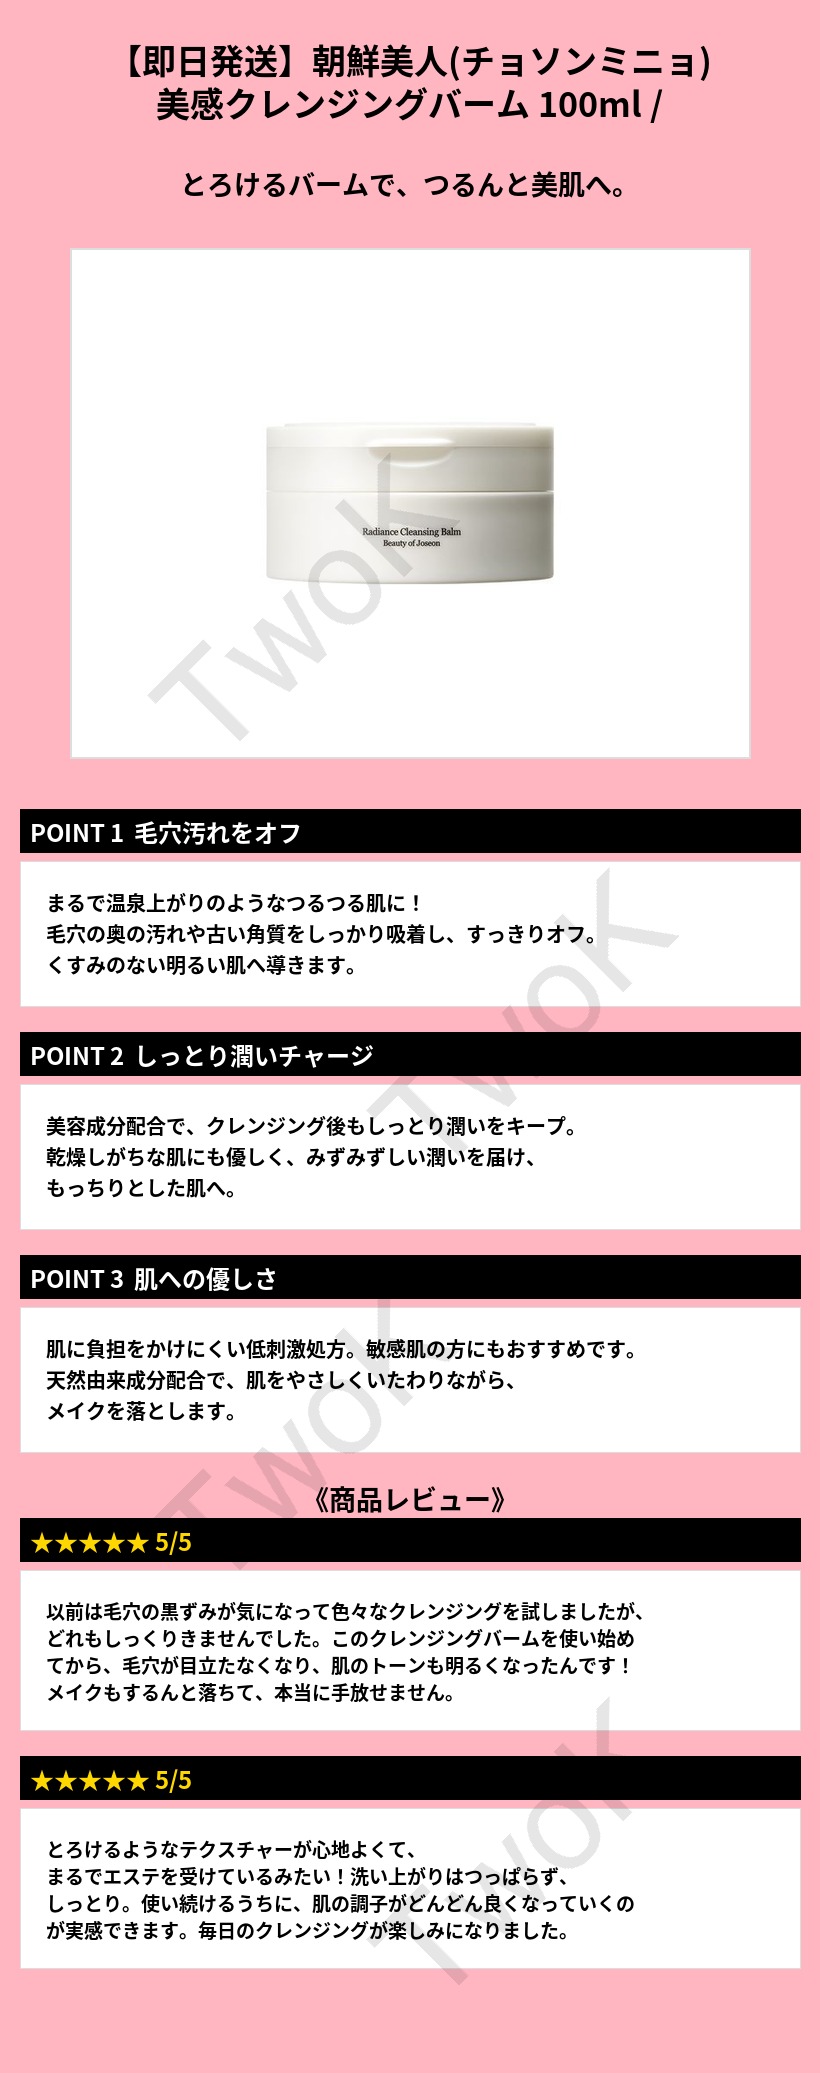 【即日発送】朝鮮美人(チョソンミニョ)
美感クレンジングバーム 100ml /
とろけるバームで、つるんと美肌へ。
Radiance Cleansing Balm
Beauty of Joseon
TwoK
POINT 1 毛穴汚れをオフ
まるで温泉上がりのようなつるつる肌に！
毛穴の奥の汚れや古い角質をしっかり吸着し、すっきりオフ。
くすみのない明るい肌へ導きます。
TwoK
POINT 2 しっとり潤いチャージ
美容成分配合で、クレンジング後もしっとり潤いをキープ。
乾燥しがちな肌にも優しく、みずみずしい潤いを届け、
もっちりとした肌へ。
POINT 3 肌への優しさ
肌に負担をかけにくい低刺激処方。敏感肌の方にもおすすめです。
天然由来成分配合で、肌をやさしくいたわりながら、
メイクを落とします。
TwoK
《商品レビュー》
★★★★★ 5/5
以前は毛穴の黒ずみが気になって色々なクレンジングを試しましたが、
どれもしっくりきませんでした。このクレンジングバームを使い始め
てから、毛穴が目立たなくなり、肌のトーンも明るくなったんです！
メイクもするんと落ちて、本当に手放せません。
★★★★★ 5/5
とろけるようなテクスチャーが心地よくて、
まるでエステを受けているみたい！洗い上がりはつっぱらず、
しっとり。使い続けるうちに、肌の調子がどんどん良くなっていくの
が実感できます。毎日のクレンジングが楽しみになりました。
TwoK